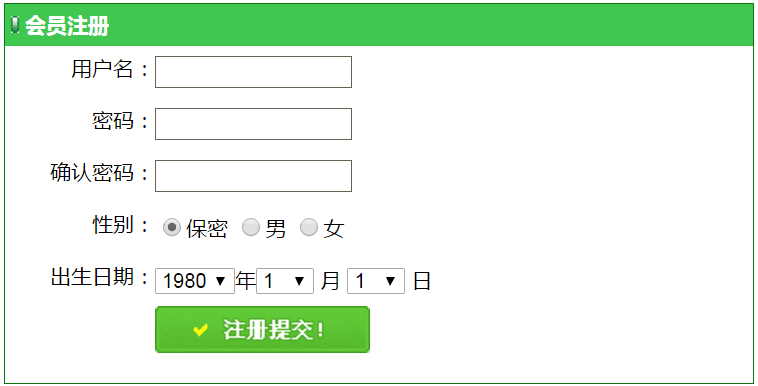 会员注册
用户名：
密码：
确认密码：
性别： 保密 男 女
出生日期： 1980 年 1 月 1 日
注册提交!